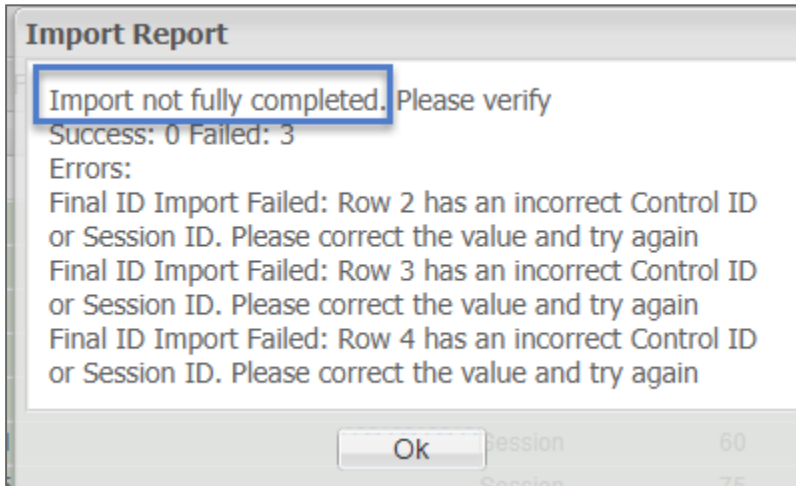 Import Report
Import not fully completed. Please verify
Success: 0 Failed: 3
Errors:
Final ID Import Failed: Row 2 has an incorrect Control ID
or Session ID. Please correct the value and try again
Final ID Import Failed: Row 3 has an incorrect Control ID
or Session ID. Please correct the value and try again
Final ID Import Failed: Row 4 has an incorrect Control ID
or Session ID. Please correct the value and try again
Ok
Session 60
Session 75